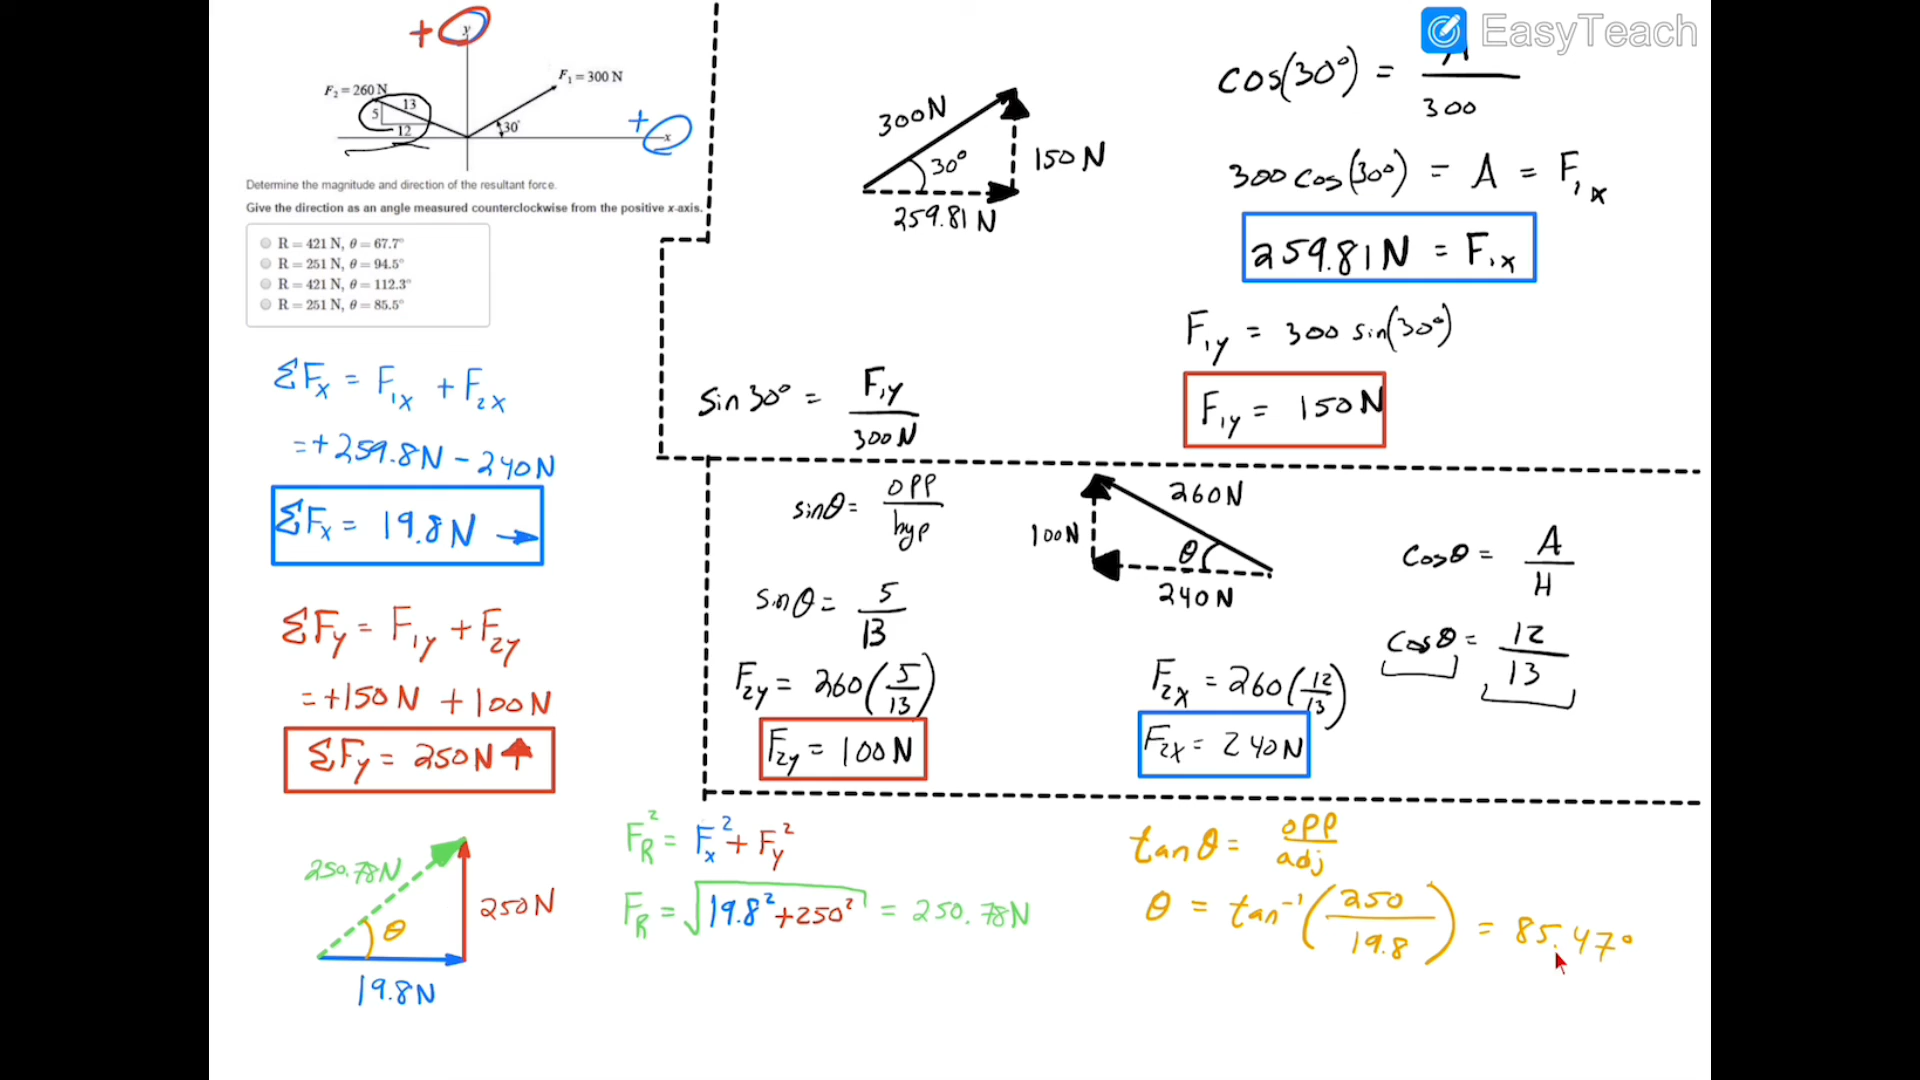 EasyTeach
+ y
F₁ = 300 N
F₂ = 260 N
13
5
12
30°
+ x
Determine the magnitude and direction of the resultant force.
Give the direction as an angle measured counterclockwise from the positive x-axis.
R = 421 N, θ = 67.7°
R = 251 N, θ = 94.5°
R = 421 N, θ = 112.3°
R = 251 N, θ = 85.5°
ΣFx = F₁x + F₂x
= +259.8N − 240N
ΣFx = 19.8N →
ΣFy = F₁y + F₂y
= +150N + 100N
ΣFy = 250N ↑
300N
30°
150N
259.81N
cos(30°) = A/300
300 cos(30°) = A = F₁x
259.81N = F₁x
F₁y = 300 sin(30°)
F₁y = 150N
sin30° = F₁y/300N
sinθ = opp/hyp
sinθ = 5/13
F₂y = 260(5/13)
F₂y = 100N
260N
100N
θ
240N
cosθ = A/H
cosθ = 12/13
F₂x = 260(12/13)
F₂x = 240N
250.78N
θ
250N
19.8N
F_R² = Fx² + Fy²
F_R = √(19.8² + 250²) = 250.78N
tanθ = opp/adj
θ = tan⁻¹(250/19.8) = 85.47°